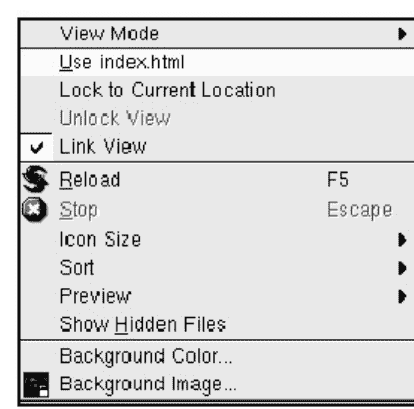 View Mode
Use index.html
Lock to Current Location
Unlock View
Link View
Reload F5
Stop Escape
Icon Size
Sort
Preview
Show Hidden Files
Background Color...
Background Image...